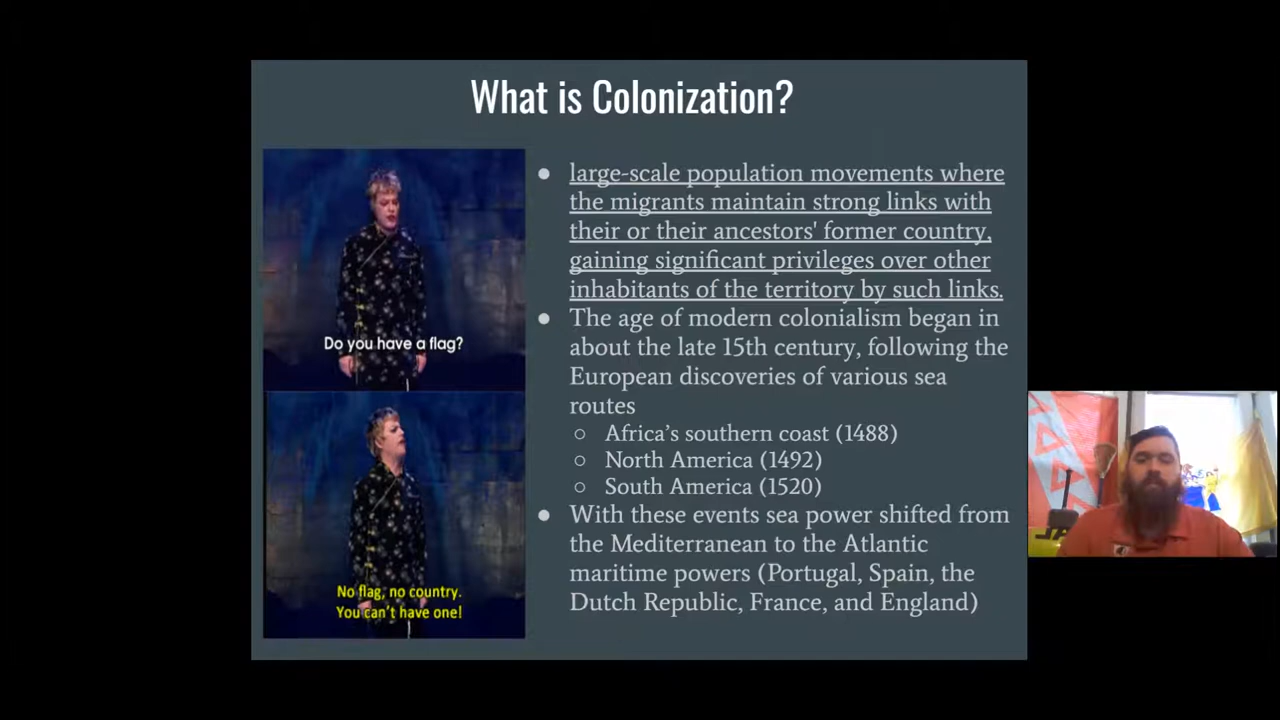 What is Colonization?
Do you have a flag?
No flag, no country.
You can't have one!
● large-scale population movements where
the migrants maintain strong links with
their or their ancestors' former country,
gaining significant privileges over other
inhabitants of the territory by such links.
● The age of modern colonialism began in
about the late 15th century, following the
European discoveries of various sea
routes
○ Africa's southern coast (1488)
○ North America (1492)
○ South America (1520)
● With these events sea power shifted from
the Mediterranean to the Atlantic
maritime powers (Portugal, Spain, the
Dutch Republic, France, and England)